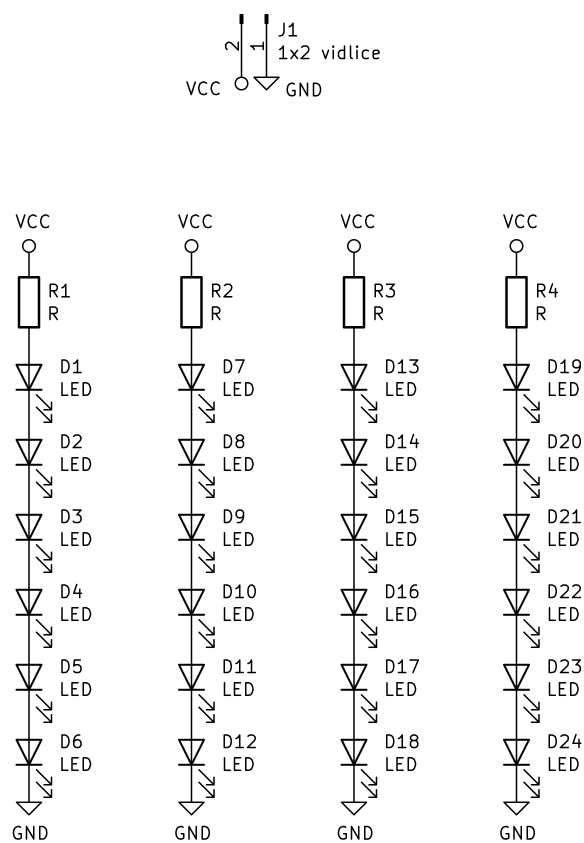 J1
2 1
1x2 vidlice
VCC GND
VCC VCC VCC VCC
R1 R2 R3 R4
R R R R
D1 D7 D13 D19
LED LED LED LED
D2 D8 D14 D20
LED LED LED LED
D3 D9 D15 D21
LED LED LED LED
D4 D10 D16 D22
LED LED LED LED
D5 D11 D17 D23
LED LED LED LED
D6 D12 D18 D24
LED LED LED LED
GND GND GND GND